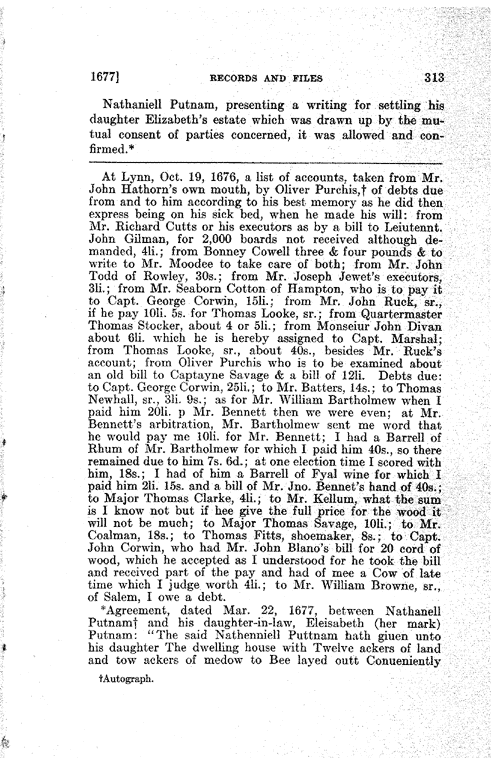 1677] RECORDS AND FILES 313
Nathaniell Putnam, presenting a writing for settling his
daughter Elizabeth's estate which was drawn up by the mu-
tual consent of parties concerned, it was allowed and con-
firmed.*
At Lynn, Oct. 19, 1676, a list of accounts, taken from Mr.
John Hathorn's own mouth, by Oliver Purchis,† of debts due
from and to him according to his best memory as he did then
express being on his sick bed, when he made his will: from
Mr. Richard Cutts or his executors as by a bill to Leiutennt.
John Gilman, for 2,000 boards not received although de-
manded, 4li.; from Bonney Cowell three & four pounds & to
write to Mr. Moodee to take care of both; from Mr. John
Todd of Rowley, 30s.; from Mr. Joseph Jewet's executors,
3li.; from Mr. Seaborn Cotton of Hampton, who is to pay it
to Capt. George Corwin, 15li.; from Mr. John Ruck, sr.,
if he pay 10li. 5s. for Thomas Looke, sr.; from Quartermaster
Thomas Stocker, about 4 or 5li.; from Monseiur John Divan
about 6li. which he is hereby assigned to Capt. Marshal;
from Thomas Looke, sr., about 40s., besides Mr. Ruck's
account; from Oliver Purchis who is to be examined about
an old bill to Captayne Savage & a bill of 12li. Debts due:
to Capt. George Corwin, 25li.; to Mr. Batters, 14s.; to Thomas
Newhall, sr., 3li. 9s.; as for Mr. William Bartholmew when I
paid him 20li. p Mr. Bennett then we were even; at Mr.
Bennett's arbitration, Mr. Bartholmew sent me word that
he would pay me 10li. for Mr. Bennett; I had a Barrell of
Rhum of Mr. Bartholmew for which I paid him 40s., so there
remained due to him 7s. 6d.; at one election time I scored with
him, 18s.; I had of him a Barrell of Fyal wine for which I
paid him 2li. 15s. and a bill of Mr. Jno. Bennet's hand of 40s.;
to Major Thomas Clarke, 4li.; to Mr. Kellum, what the sum
is I know not but if hee give the full price for the wood it
will not be much; to Major Thomas Savage, 10li.; to Mr.
Coalman, 18s.; to Thomas Fitts, shoemaker, 8s.; to Capt.
John Corwin, who had Mr. John Blano's bill for 20 cord of
wood, which he accepted as I understood for he took the bill
and received part of the pay and had of mee a Cow of late
time which I judge worth 4li.; to Mr. William Browne, sr.,
of Salem, I owe a debt.
*Agreement, dated Mar. 22, 1677, between Nathanell
Putnam† and his daughter-in-law, Eleisabeth (her mark)
Putnam: "The said Nathenniell Puttnam hath giuen unto
his daughter The dwelling house with Twelve ackers of land
and tow ackers of medow to Bee layed outt Conueniently
†Autograph.